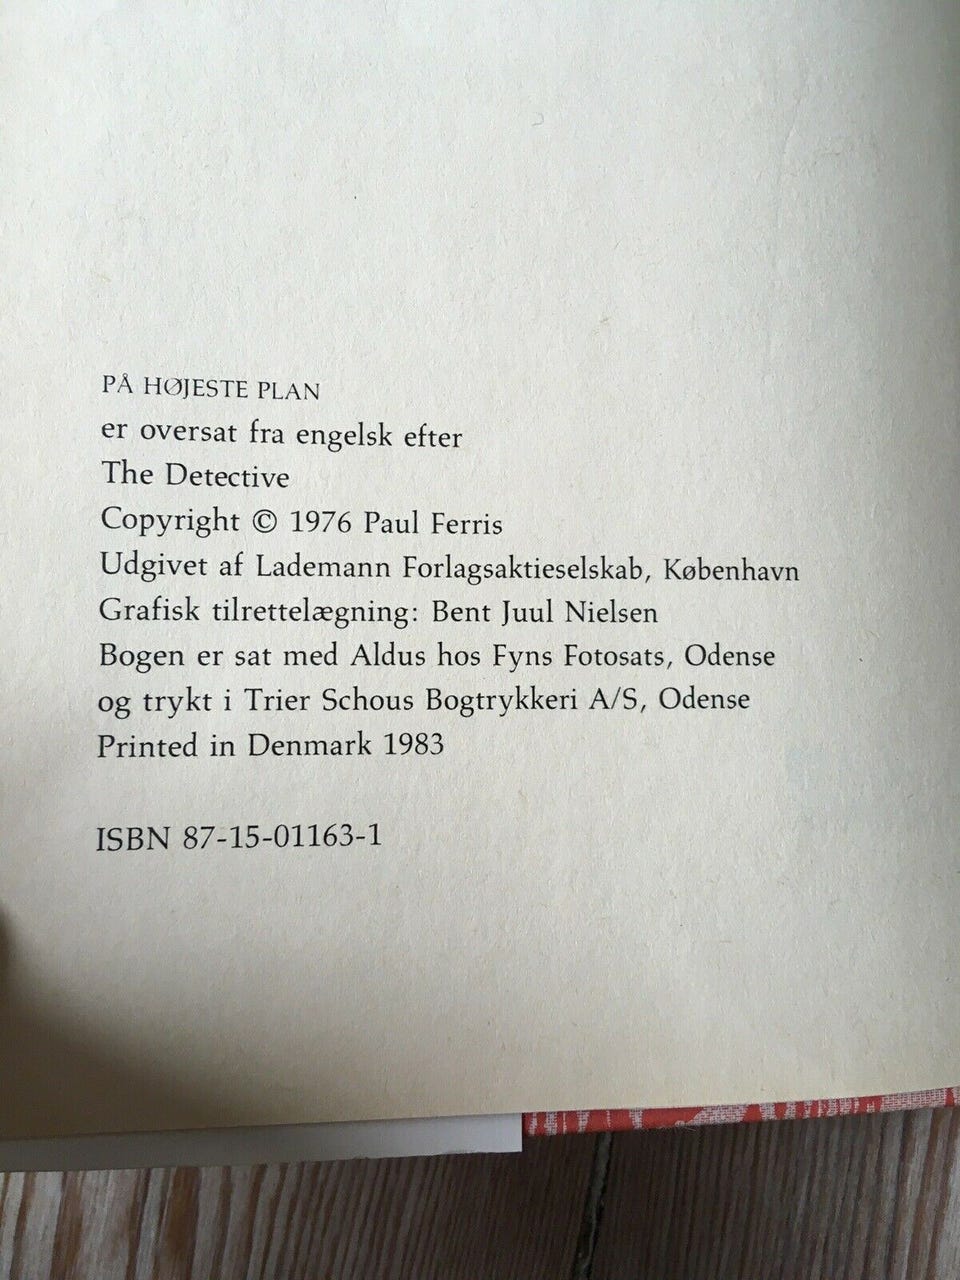 PÅ HØJESTE PLAN
er oversat fra engelsk efter
The Detective
Copyright © 1976 Paul Ferris
Udgivet af Lademann Forlagsaktieselskab, København
Grafisk tilrettelægning: Bent Juul Nielsen
Bogen er sat med Aldus hos Fyns Fotosats, Odense
og trykt i Trier Schous Bogtrykkeri A/S, Odense
Printed in Denmark 1983
ISBN 87-15-01163-1